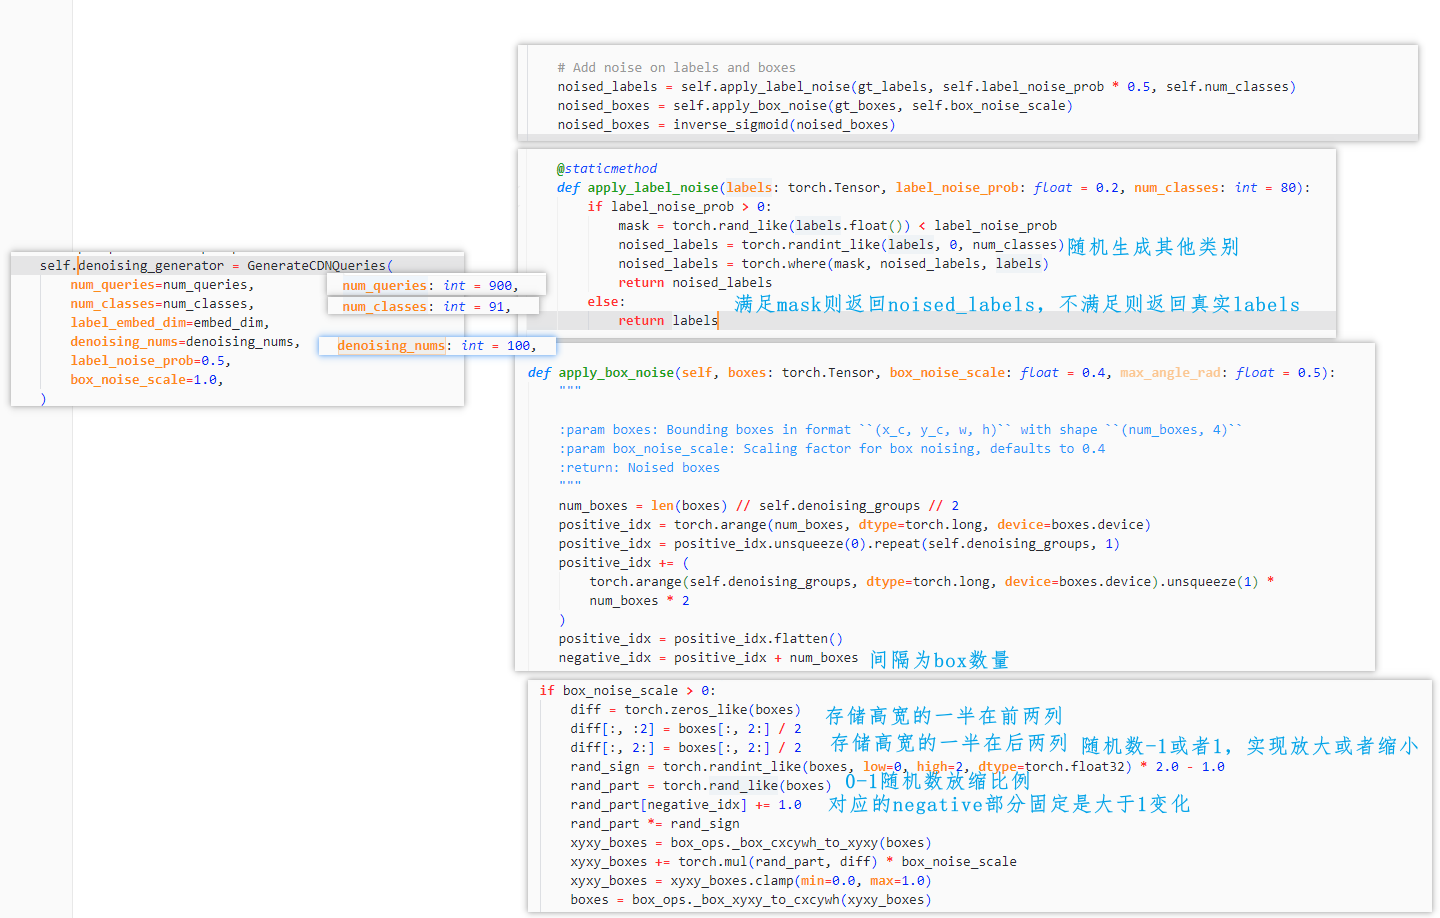 # Add noise on labels and boxes
noised_labels = self.apply_label_noise(gt_labels, self.label_noise_prob * 0.5, self.num_classes)
noised_boxes = self.apply_box_noise(gt_boxes, self.box_noise_scale)
noised_boxes = inverse_sigmoid(noised_boxes)
@staticmethod
def apply_label_noise(labels: torch.Tensor, label_noise_prob: float = 0.2, num_classes: int = 80):
if label_noise_prob > 0:
mask = torch.rand_like(labels.float()) < label_noise_prob
noised_labels = torch.randint_like(labels, 0, num_classes)随机生成其他类别
noised_labels = torch.where(mask, noised_labels, labels)
return noised_labels
else:
满足mask则返回noised_labels, 不满足则返回真实labels
return labels
self.denoising_generator = GenerateCDNQueries(
num_queries=num_queries,
num_queries: int = 900,
num_classes=num_classes,
num_classes: int = 91,
label_embed_dim=embed_dim,
denoising_nums=denoising_nums,
denoising_nums: int = 100,
label_noise_prob=0.5,
box_noise_scale=1.0,
)
def apply_box_noise(self, boxes: torch.Tensor, box_noise_scale: float = 0.4, max_angle_rad: float = 0.5):
"""
:param boxes: Bounding boxes in format ``(x_c, y_c, w, h)`` with shape ``(num_boxes, 4)``
:param box_noise_scale: Scaling factor for box noising, defaults to 0.4
:return: Noised boxes
"""
num_boxes = len(boxes) // self.denoising_groups // 2
positive_idx = torch.arange(num_boxes, dtype=torch.long, device=boxes.device)
positive_idx = positive_idx.unsqueeze(0).repeat(self.denoising_groups, 1)
positive_idx += (
torch.arange(self.denoising_groups, dtype=torch.long, device=boxes.device).unsqueeze(1) *
num_boxes * 2
)
positive_idx = positive_idx.flatten()
negative_idx = positive_idx + num_boxes 间隔为box数量
if box_noise_scale > 0:
diff = torch.zeros_like(boxes)
存储高宽的一半在前两列
diff[:, :2] = boxes[:, 2:] / 2
diff[:, 2:] = boxes[:, 2:] / 2
存储高宽的一半在后两列
随机数-1或者1, 实现放大或者缩小
rand_sign = torch.randint_like(boxes, low=0, high=2, dtype=torch.float32) * 2.0 - 1.0
rand_part = torch.rand_like(boxes)
0-1随机数放缩比例
rand_part[negative_idx] += 1.0
对应的negative部分固定是大于1变化
rand_part *= rand_sign
xyxy_boxes = box_ops._box_cxcywh_to_xyxy(boxes)
xyxy_boxes += torch.mul(rand_part, diff) * box_noise_scale
xyxy_boxes = xyxy_boxes.clamp(min=0.0, max=1.0)
boxes = box_ops._box_xyxy_to_cxcywh(xyxy_boxes)